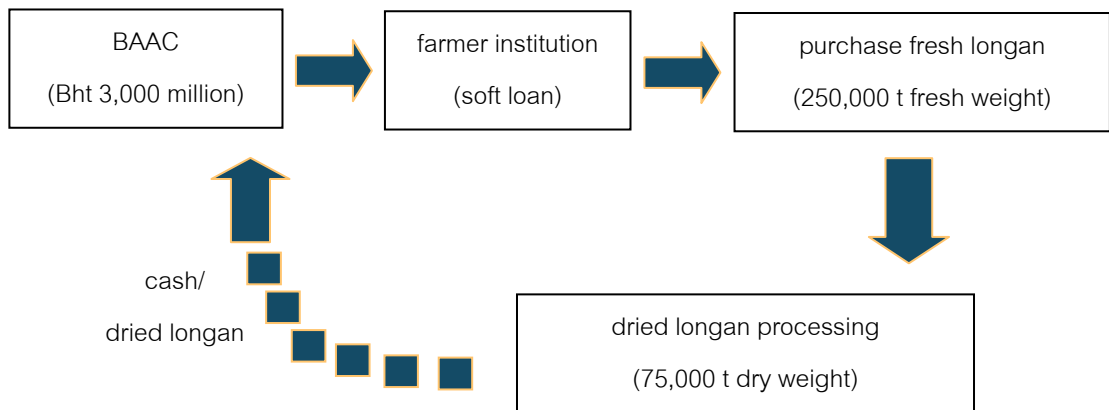 BAAC
(Bht 3,000 million)
farmer institution
(soft loan)
purchase fresh longan
(250,000 t fresh weight)
cash/
dried longan
dried longan processing
(75,000 t dry weight)